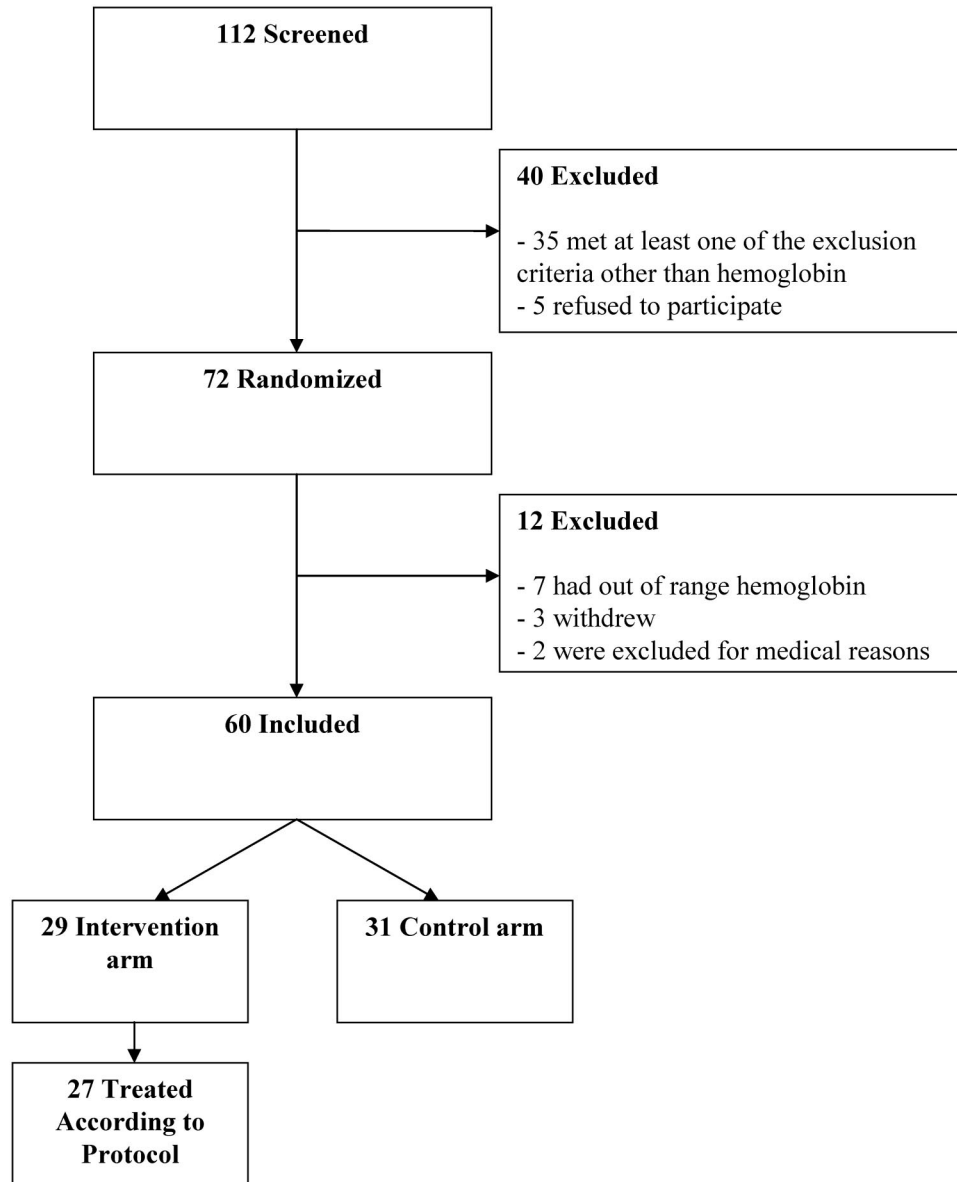 112 Screened
40 Excluded
- 35 met at least one of the exclusion
criteria other than hemoglobin
- 5 refused to participate
72 Randomized
12 Excluded
- 7 had out of range hemoglobin
- 3 withdrew
- 2 were excluded for medical reasons
60 Included
29 Intervention
arm
31 Control arm
27 Treated
According to
Protocol